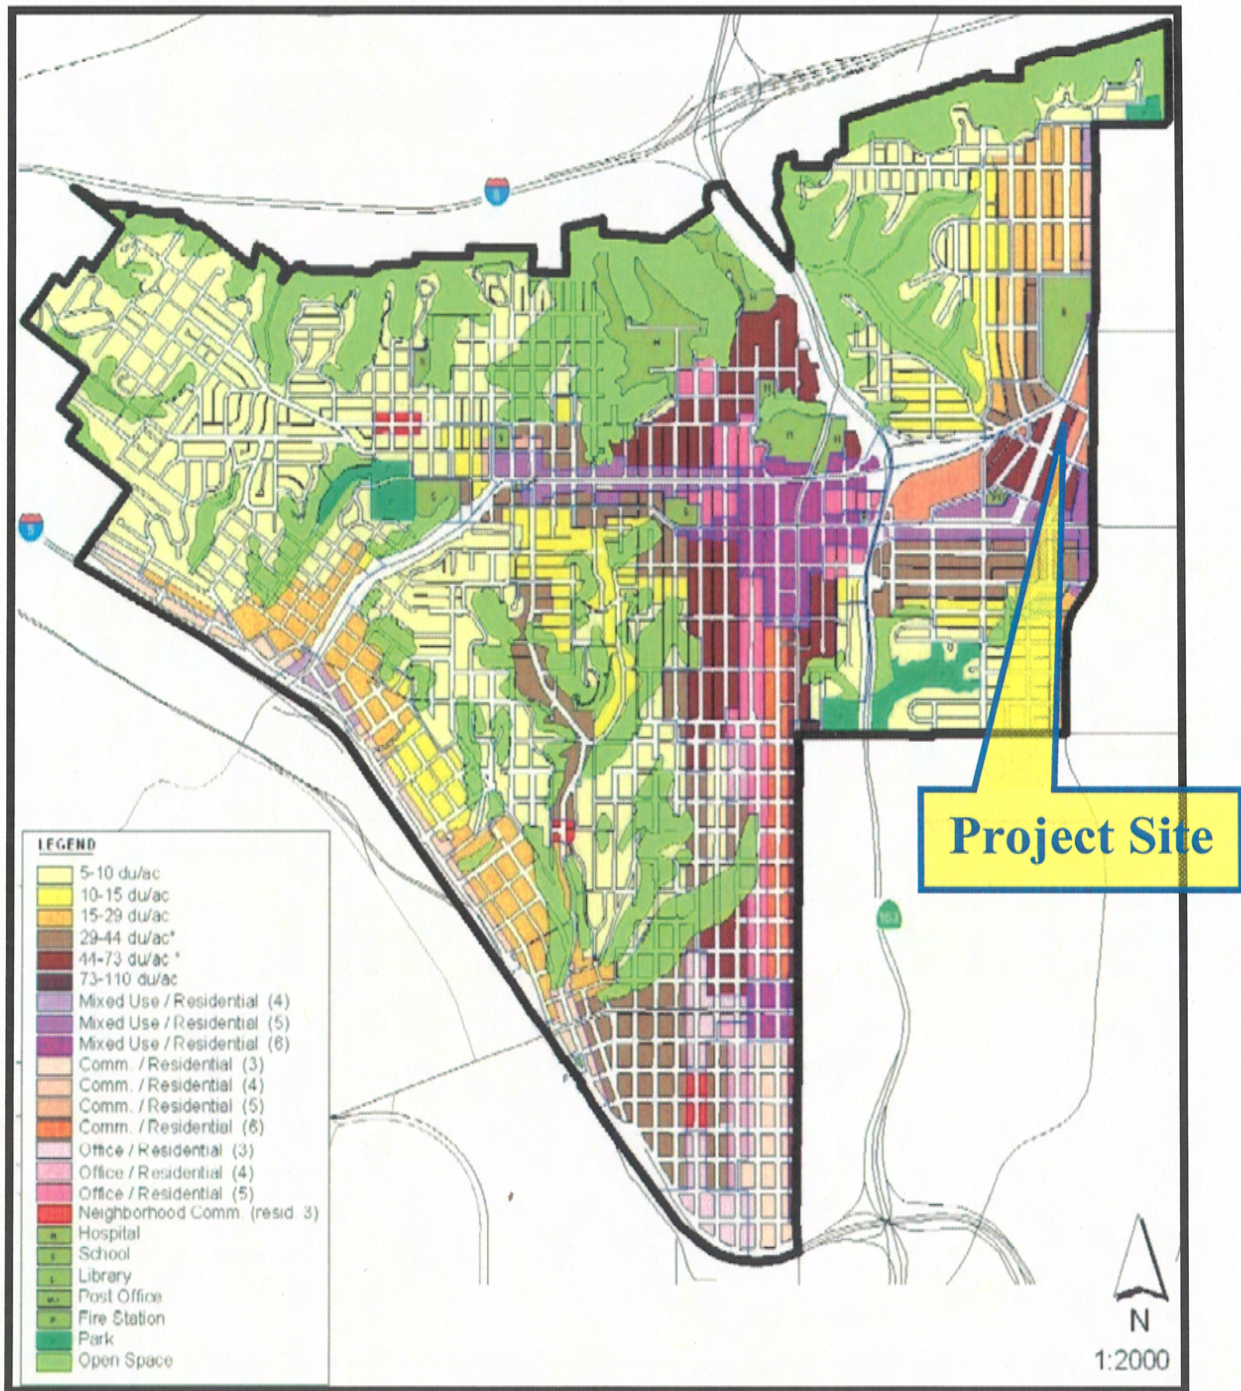 8
5
163
Project Site
LEGEND
5-10 du/ac
10-15 du/ac
15-29 du/ac
29-44 du/ac*
44-73 du/ac *
73-110 du/ac
Mixed Use / Residential (4)
Mixed Use / Residential (5)
Mixed Use / Residential (6)
Comm. / Residential (3)
Comm. / Residential (4)
Comm. / Residential (5)
Comm. / Residential (6)
Office / Residential (3)
Office / Residential (4)
Office / Residential (5)
Neighborhood Comm. (resid. 3)
H Hospital
School
L Library
Post Office
Fire Station
Park
Open Space
N
1:2000